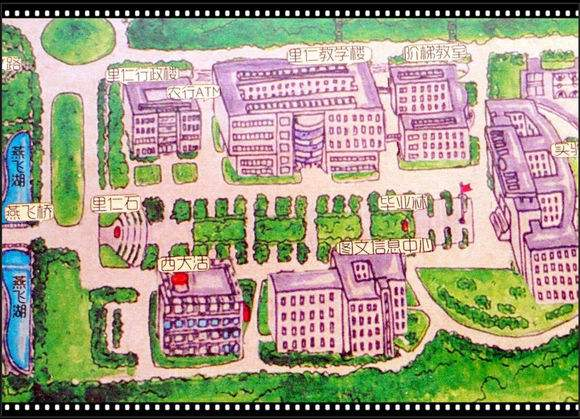 里仁教学楼
阶梯教室
路
里仁行政楼
农行ATM
燕飞湖
燕飞桥
里仁石
毕业林
图文信息中心
西大活
燕飞湖